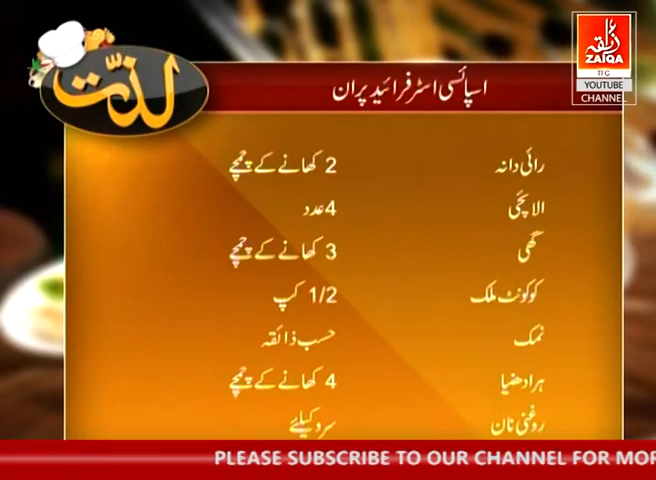 لذت
ذائقہ
ZAIQA
TFC
YOUTUBE
CHANNEL
اسپائسی اسٹر فرائیڈ پران
رائی دانہ 2 کھانے کے چمچے
الائچی 4 عدد
گھی 3 کھانے کے چمچے
کوکونٹ ملک 1/2 کپ
نمک حسب ذائقہ
ہرا دھنیا 4 کھانے کے چمچے
روغنی نان سرو کیلئے
PLEASE SUBSCRIBE TO OUR CHANNEL FOR MOR